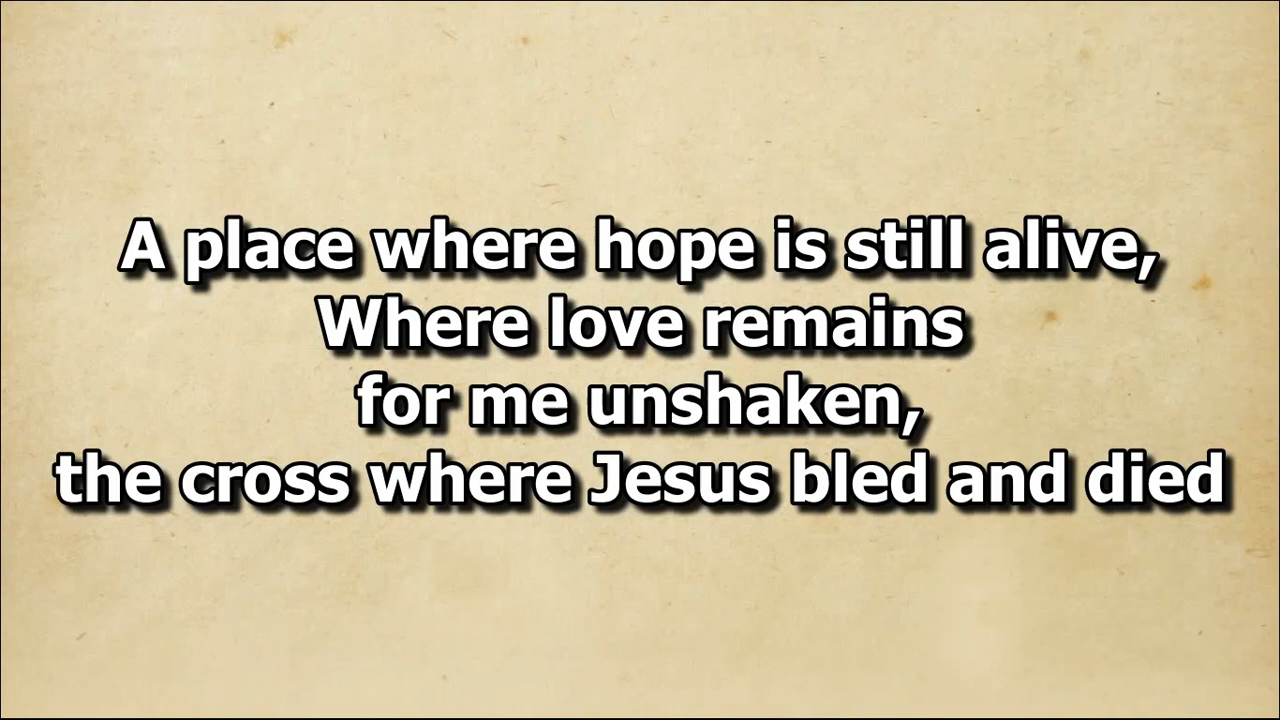 A place where hope is still alive,
Where love remains
for me unshaken,
the cross where Jesus bled and died